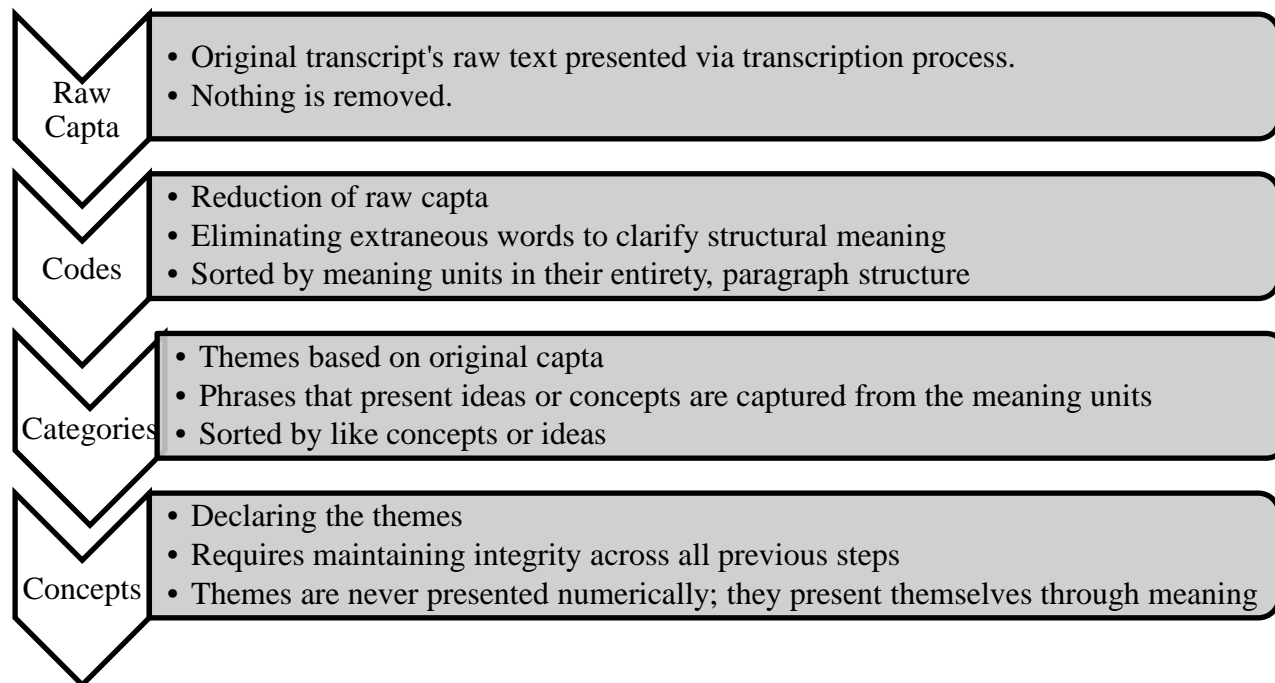 Raw
Capta
• Original transcript's raw text presented via transcription process.
• Nothing is removed.
Codes
• Reduction of raw capta
• Eliminating extraneous words to clarify structural meaning
• Sorted by meaning units in their entirety, paragraph structure
Categories
• Themes based on original capta
• Phrases that present ideas or concepts are captured from the meaning units
• Sorted by like concepts or ideas
Concepts
• Declaring the themes
• Requires maintaining integrity across all previous steps
• Themes are never presented numerically; they present themselves through meaning